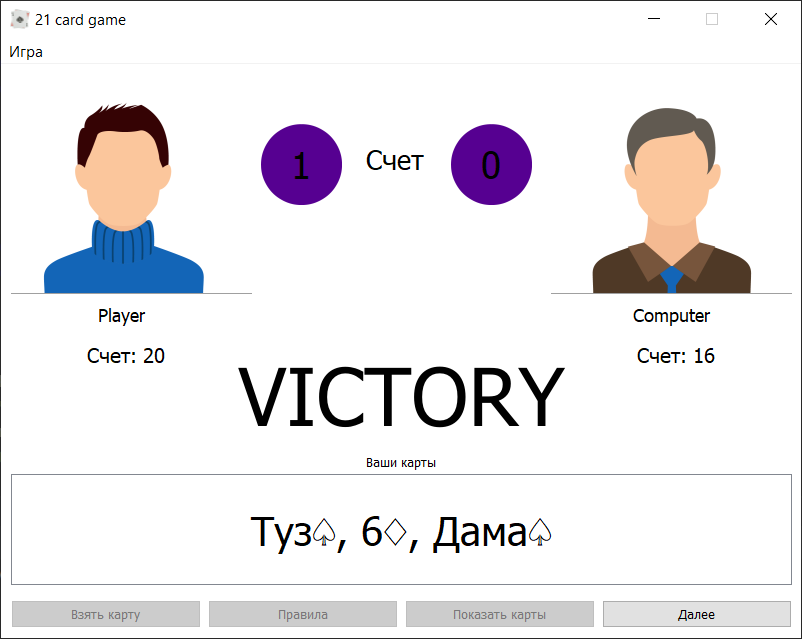 21 card game
Игра
1 Счет 0
Player
Computer
Счет: 20
Счет: 16
VICTORY
Ваши карты
Туз♤, 6♢, Дама♤
Взять карту
Правила
Показать карты
Далее